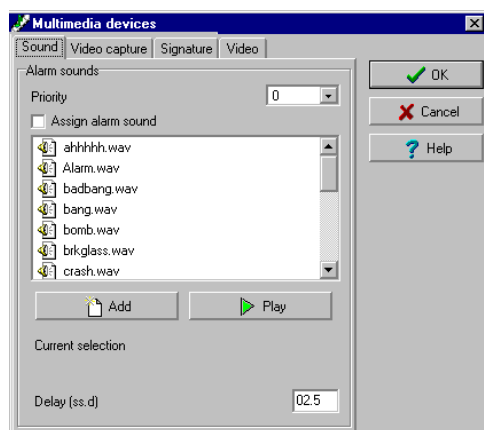 Multimedia devices
Sound Video capture Signature Video
Alarm sounds
Priority 0
Assign alarm sound
ahhhhh.wav
Alarm.wav
badbang.wav
bang.wav
bomb.wav
brkglass.wav
crash.wav
Add Play
Current selection
Delay (ss.d) 02.5
OK
Cancel
Help